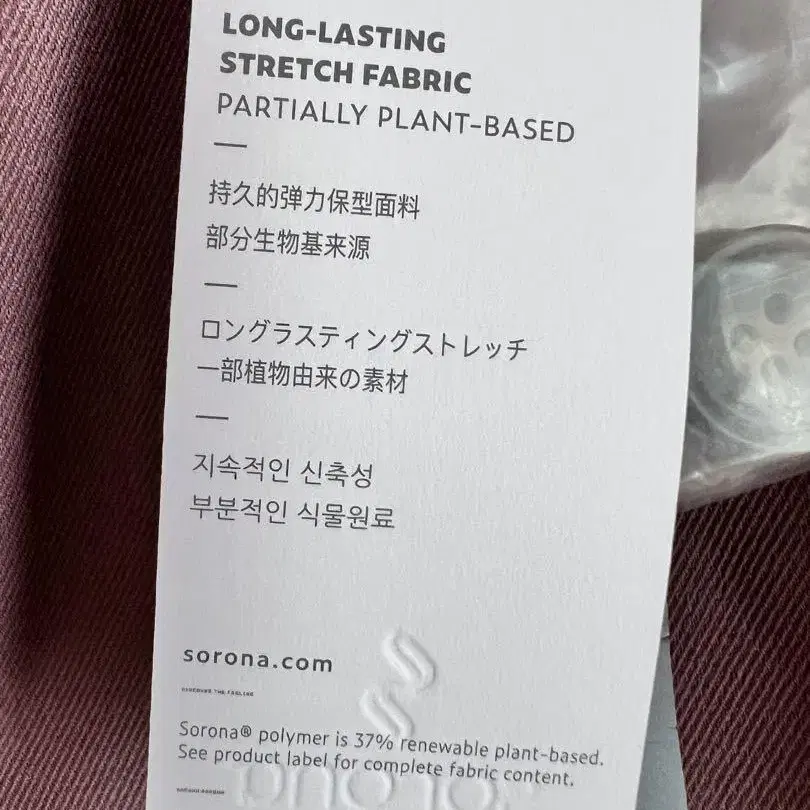 LONG-LASTING
STRETCH FABRIC
PARTIALLY PLANT-BASED
持久的弹力保型面料
部分生物基来源
ロングラスティングストレッチ
一部植物由来の素材
지속적인 신축성
부분적인 식물원료
sorona.com
DISCOVER THE FEELING
Sorona® polymer is 37% renewable plant-based.
See product label for complete fabric content.